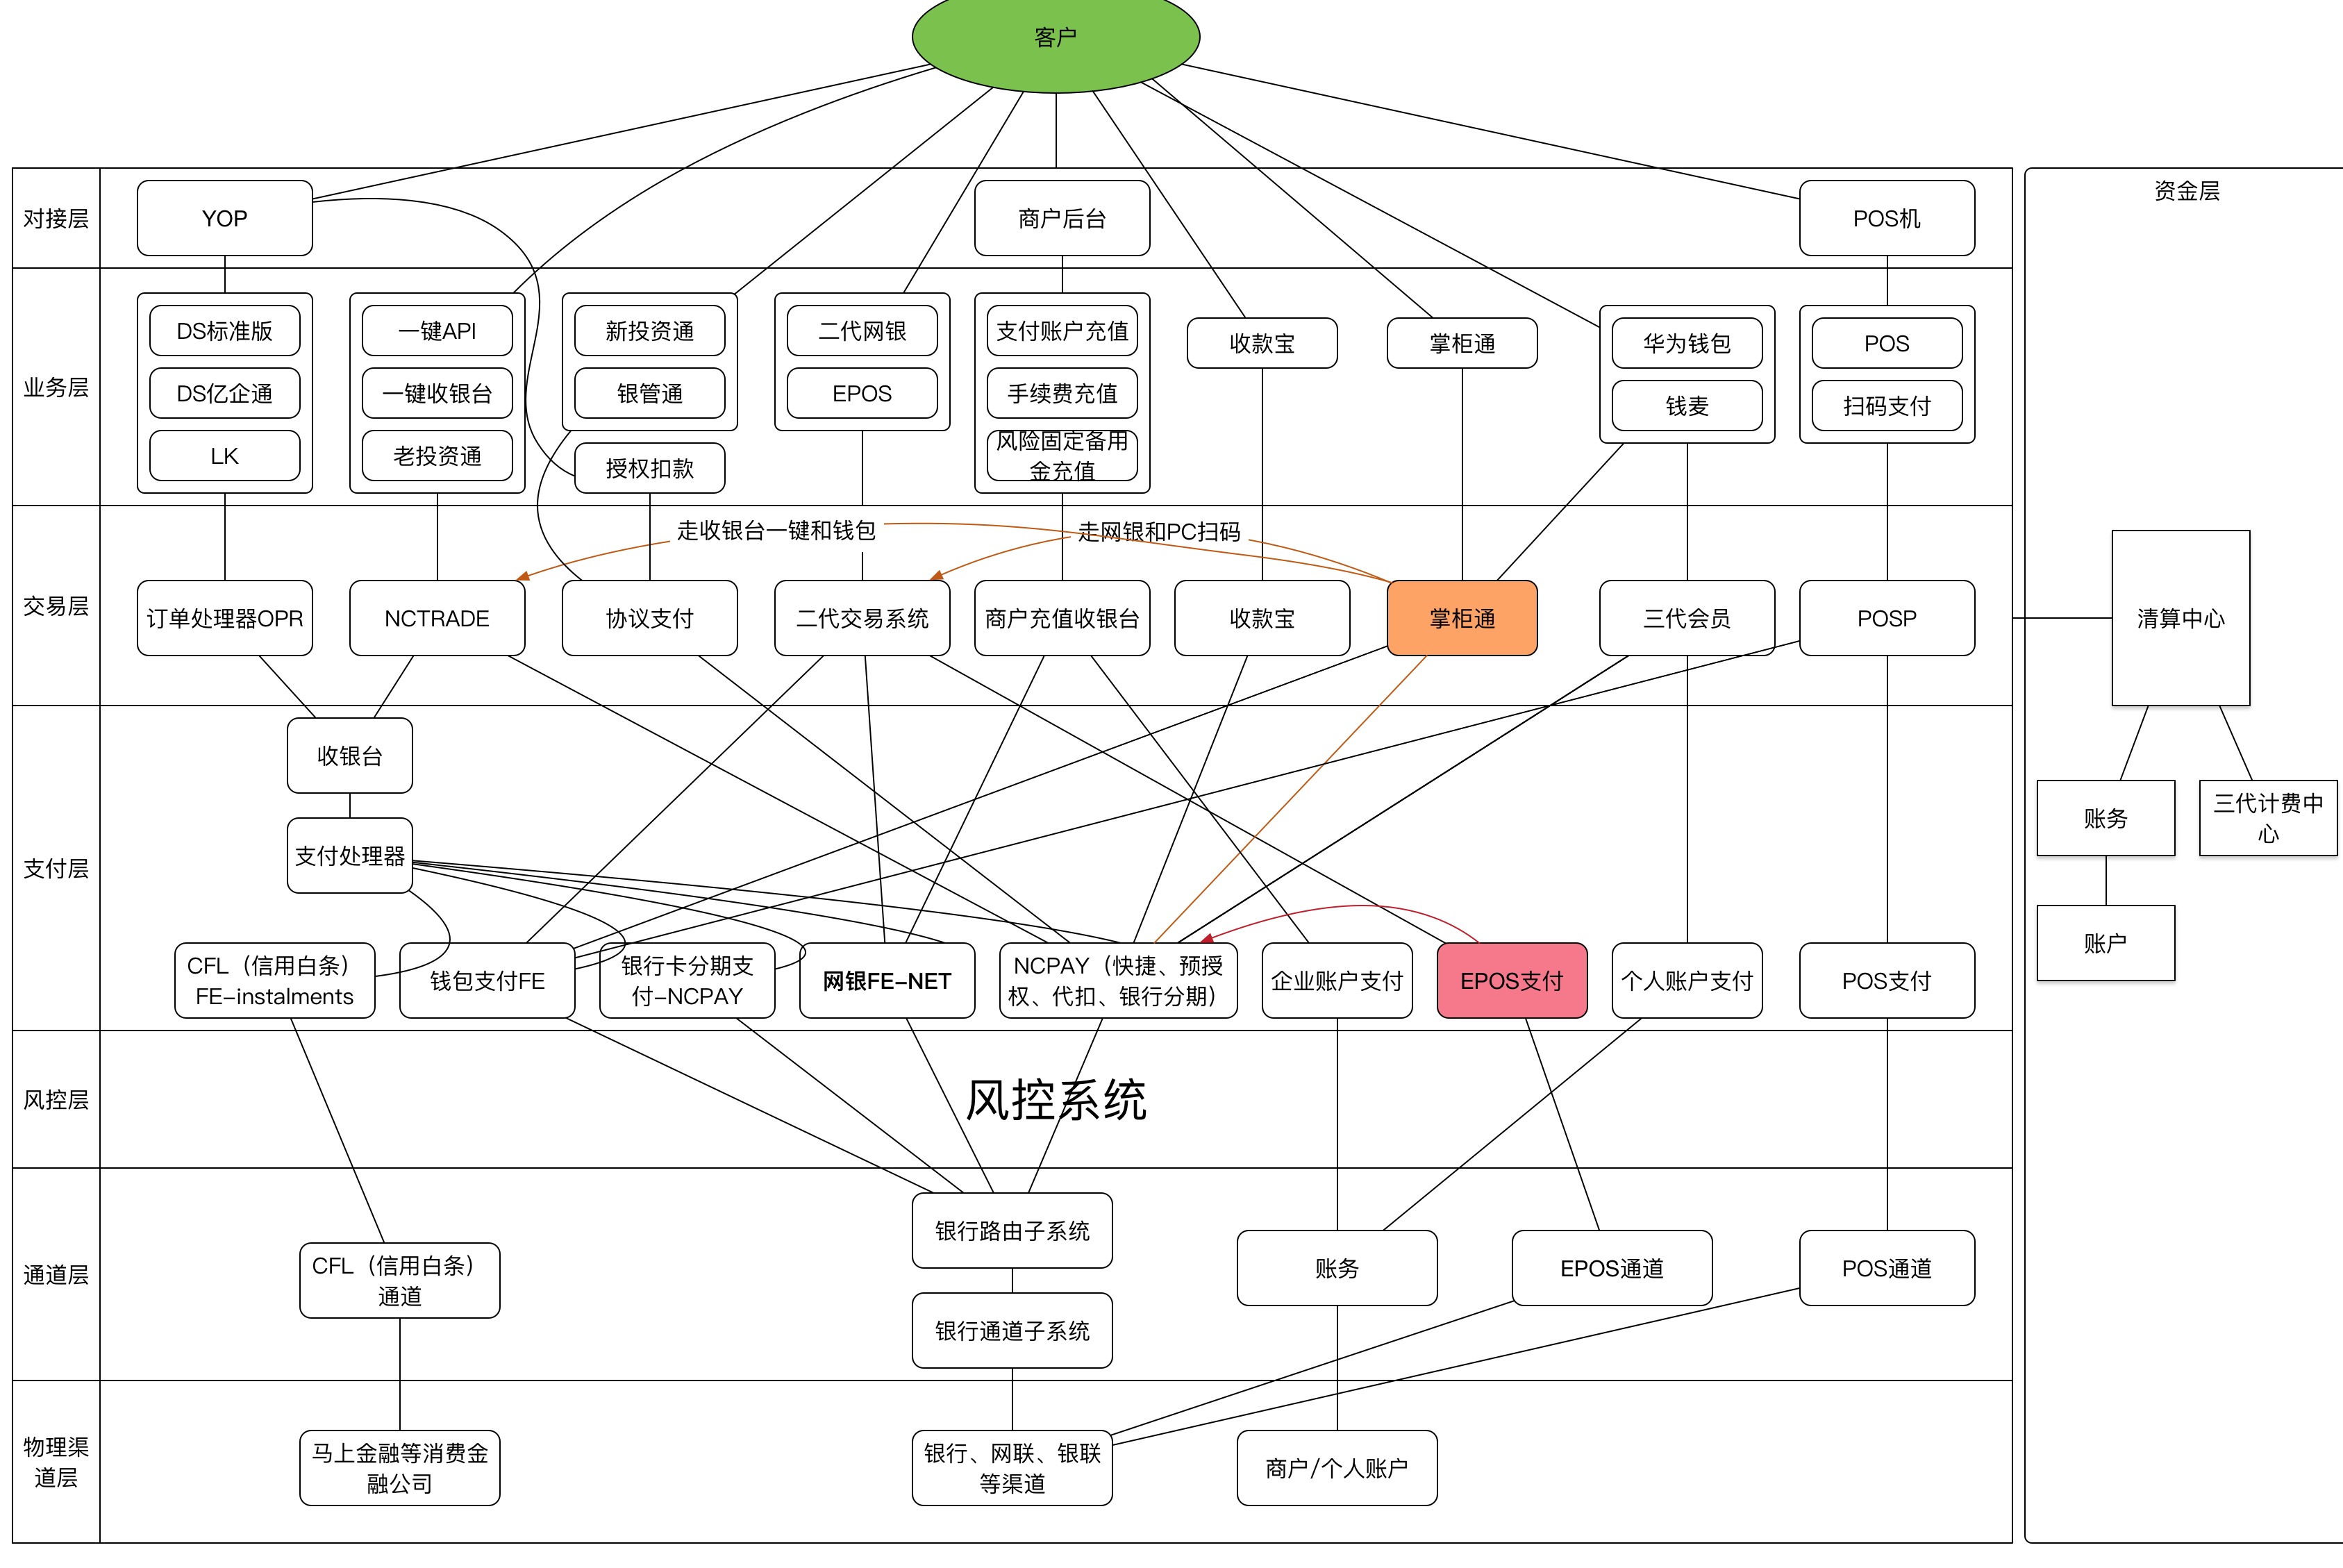 客户
资金层
对接层
YOP
商户后台
POS机
业务层
DS标准版
DS亿企通
LK
一键API
一键收银台
老投资通
新投资通
银管通
授权扣款
二代网银
EPOS
支付账户充值
手续费充值
风险固定备用
金充值
收款宝
掌柜通
华为钱包
钱麦
POS
扫码支付
走收银台一键和钱包
走网银和PC扫码
交易层
订单处理器OPR
NCTRADE
协议支付
二代交易系统
商户充值收银台
收款宝
掌柜通
三代会员
POSP
清算中心
支付层
收银台
支付处理器
账务
三代计费中
心
账户
CFL（信用白条）
FE-instalments
钱包支付FE
银行卡分期支
付-NCPAY
网银FE-NET
NCPAY（快捷、预授
权、代扣、银行分期）
企业账户支付
EPOS支付
个人账户支付
POS支付
风控层
风控系统
通道层
CFL（信用白条）
通道
银行路由子系统
银行通道子系统
账务
EPOS通道
POS通道
物理渠
道层
马上金融等消费金
融公司
银行、网联、银联
等渠道
商户/个人账户